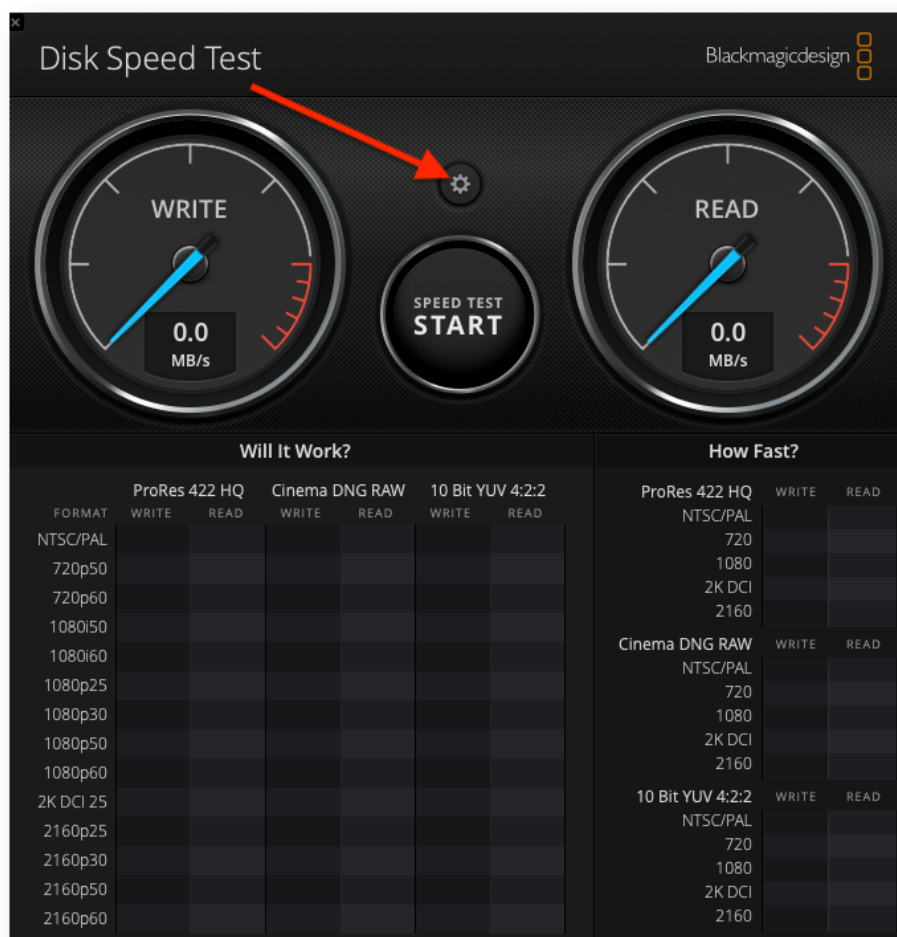 Disk Speed Test
Blackmagicdesign
WRITE
0.0
MB/s
SPEED TEST
START
READ
0.0
MB/s
Will It Work?
ProRes 422 HQ Cinema DNG RAW 10 Bit YUV 4:2:2
FORMAT WRITE READ WRITE READ WRITE READ
NTSC/PAL
720p50
720p60
1080i50
1080i60
1080p25
1080p30
1080p50
1080p60
2K DCI 25
2160p25
2160p30
2160p50
2160p60
How Fast?
ProRes 422 HQ WRITE READ
NTSC/PAL
720
1080
2K DCI
2160
Cinema DNG RAW WRITE READ
NTSC/PAL
720
1080
2K DCI
2160
10 Bit YUV 4:2:2 WRITE READ
NTSC/PAL
720
1080
2K DCI
2160